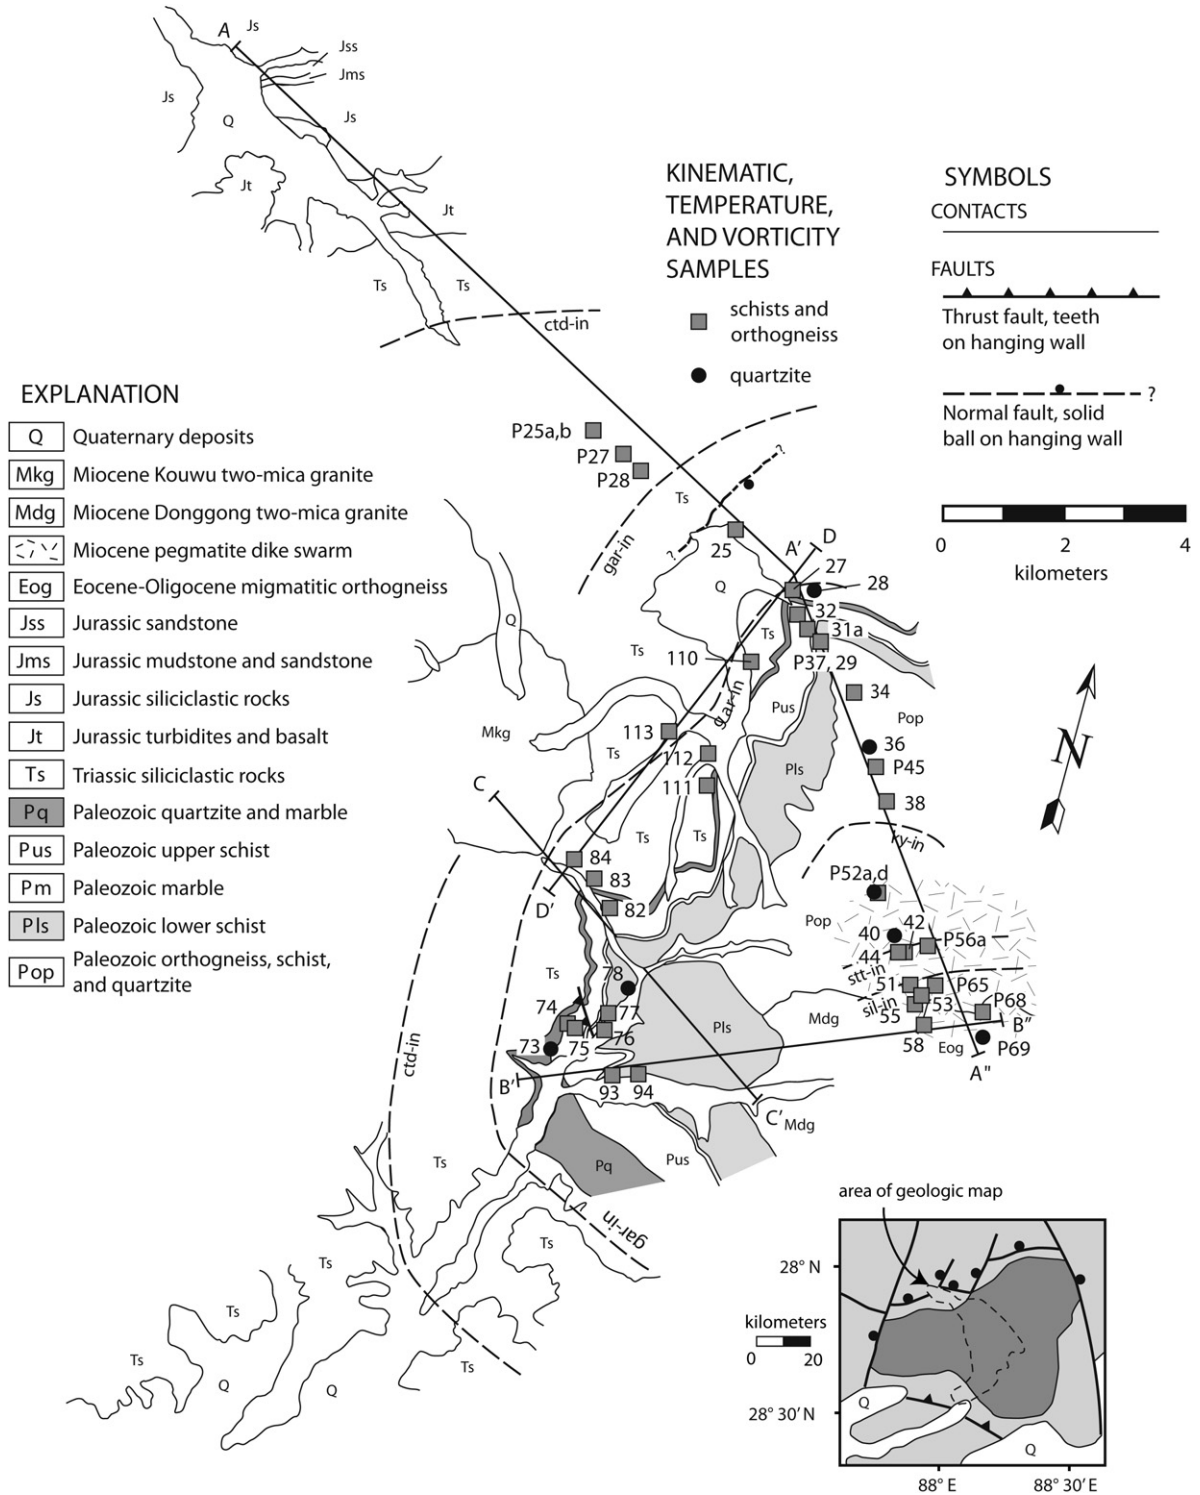 A
Js
Jss
Jms
Js
Js
Q
Jt
Jt
Ts
Ts
ctd-in
KINEMATIC,
TEMPERATURE,
AND VORTICITY
SAMPLES
schists and
orthogneiss
quartzite
SYMBOLS
CONTACTS
FAULTS
Thrust fault, teeth
on hanging wall
?
Normal fault, solid
ball on hanging wall
0 2 4
kilometers
EXPLANATION
Q Quaternary deposits
Mkg Miocene Kouwu two-mica granite
Mdg Miocene Donggong two-mica granite
Miocene pegmatite dike swarm
Eog Eocene-Oligocene migmatitic orthogneiss
Jss Jurassic sandstone
Jms Jurassic mudstone and sandstone
Js Jurassic siliciclastic rocks
Jt Jurassic turbidites and basalt
Ts Triassic siliciclastic rocks
Pq Paleozoic quartzite and marble
Pus Paleozoic upper schist
Pm Paleozoic marble
Pls Paleozoic lower schist
Pop Paleozoic orthogneiss, schist,
and quartzite
P25a,b
P27
P28
Ts
?
gar-in
?
25
A'
D
27
28
Q
32
Ts
31a
Q
Ts
110
P37, 29
gar-in
34
Pus
Pop
N
Mkg
113
Ts
112
36
P45
C
111
Pls
38
Ts
Ts
ky-in
84
83
P52a,d
D'
82
Pop
40
42
P56a
44
stt-in
Ts
78
51
P65
sil-in
53
P68
74
77
Pls
Mdg
55
B"
73
75
76
58
Eog
P69
ctd-in
B'
93 94
A"
C'
Mdg
Ts
Pq
Pus
gar-in
Ts
Ts
Ts
Ts
Ts
Q
Q
area of geologic map
28° N
kilometers
0 20
28° 30' N
Q
Q
88° E
88° 30' E